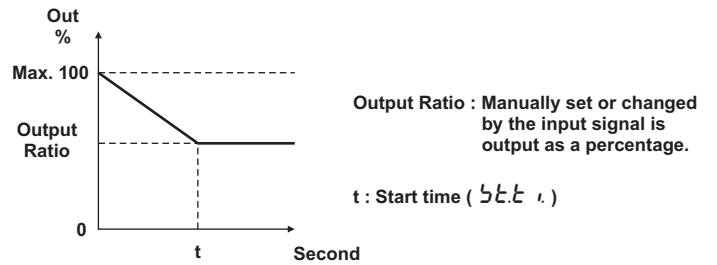 Out
%
Max. 100
Output
Ratio
0
t
Second
Output Ratio : Manually set or changed
by the input signal is
output as a percentage.
t : Start time ( St.t i. )